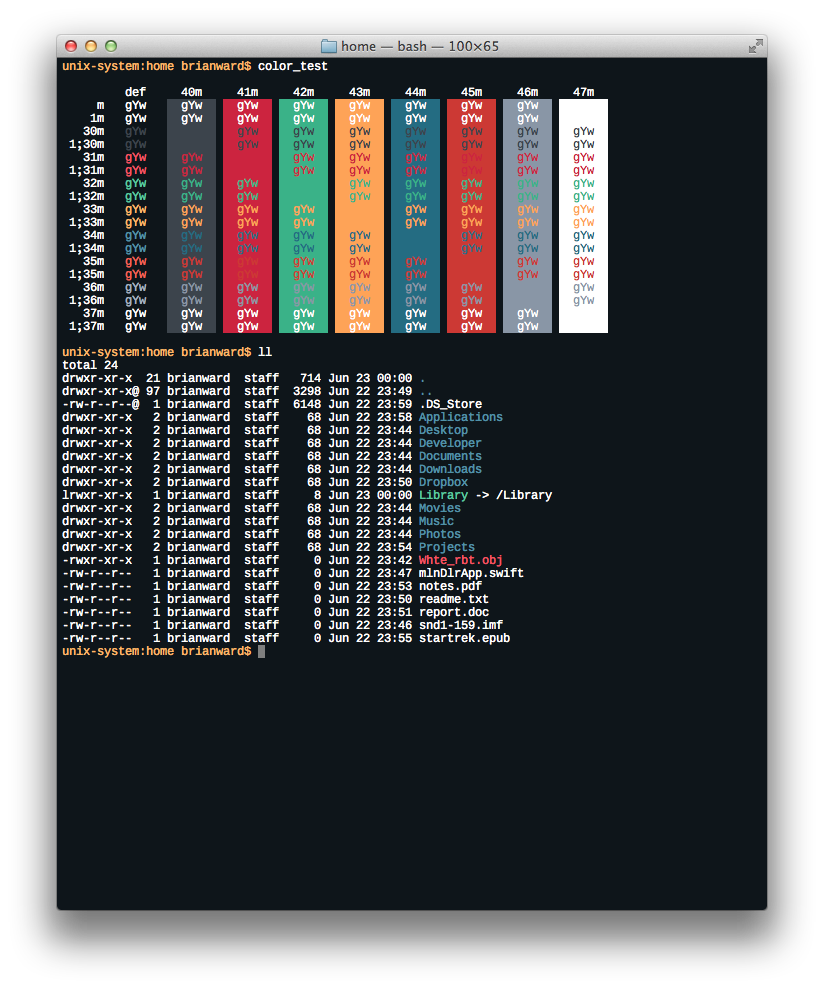 home — bash — 100×65
unix-system:home brianward$ color_test
def 40m 41m 42m 43m 44m 45m 46m 47m
m gYw gYw gYw gYw gYw gYw gYw gYw
1m gYw gYw gYw gYw gYw gYw gYw gYw
30m gYw gYw gYw gYw gYw gYw gYw gYw
1;30m gYw gYw gYw gYw gYw gYw gYw gYw
31m gYw gYw gYw gYw gYw gYw gYw gYw
1;31m gYw gYw gYw gYw gYw gYw gYw gYw
32m gYw gYw gYw gYw gYw gYw gYw gYw
1;32m gYw gYw gYw gYw gYw gYw gYw gYw
33m gYw gYw gYw gYw gYw gYw gYw gYw
1;33m gYw gYw gYw gYw gYw gYw gYw gYw
34m gYw gYw gYw gYw gYw gYw gYw gYw
1;34m gYw gYw gYw gYw gYw gYw gYw gYw
35m gYw gYw gYw gYw gYw gYw gYw gYw
1;35m gYw gYw gYw gYw gYw gYw gYw gYw
36m gYw gYw gYw gYw gYw gYw gYw gYw
1;36m gYw gYw gYw gYw gYw gYw gYw gYw
37m gYw gYw gYw gYw gYw gYw gYw gYw
1;37m gYw gYw gYw gYw gYw gYw gYw gYw
unix-system:home brianward$ ll
total 24
drwxr-xr-x 21 brianward staff 714 Jun 23 00:00 .
drwxr-xr-x@ 97 brianward staff 3298 Jun 22 23:49 ..
-rw-r--r--@ 1 brianward staff 6148 Jun 22 23:59 .DS_Store
drwxr-xr-x 2 brianward staff 68 Jun 22 23:58 Applications
drwxr-xr-x 2 brianward staff 68 Jun 22 23:44 Desktop
drwxr-xr-x 2 brianward staff 68 Jun 22 23:44 Developer
drwxr-xr-x 2 brianward staff 68 Jun 22 23:44 Documents
drwxr-xr-x 2 brianward staff 68 Jun 22 23:44 Downloads
drwxr-xr-x 2 brianward staff 68 Jun 22 23:50 Dropbox
lrwxr-xr-x 1 brianward staff 8 Jun 23 00:00 Library -> /Library
drwxr-xr-x 2 brianward staff 68 Jun 22 23:44 Movies
drwxr-xr-x 2 brianward staff 68 Jun 22 23:44 Music
drwxr-xr-x 2 brianward staff 68 Jun 22 23:44 Photos
drwxr-xr-x 2 brianward staff 68 Jun 22 23:54 Projects
-rwxr-xr-x 1 brianward staff 0 Jun 22 23:42 Whte_rbt.obj
-rw-r--r-- 1 brianward staff 0 Jun 22 23:47 mlnDlrApp.swift
-rw-r--r-- 1 brianward staff 0 Jun 22 23:53 notes.pdf
-rw-r--r-- 1 brianward staff 0 Jun 22 23:50 readme.txt
-rw-r--r-- 1 brianward staff 0 Jun 22 23:51 report.doc
-rw-r--r-- 1 brianward staff 0 Jun 22 23:46 snd1-159.imf
-rw-r--r-- 1 brianward staff 0 Jun 22 23:55 startrek.epub
unix-system:home brianward$